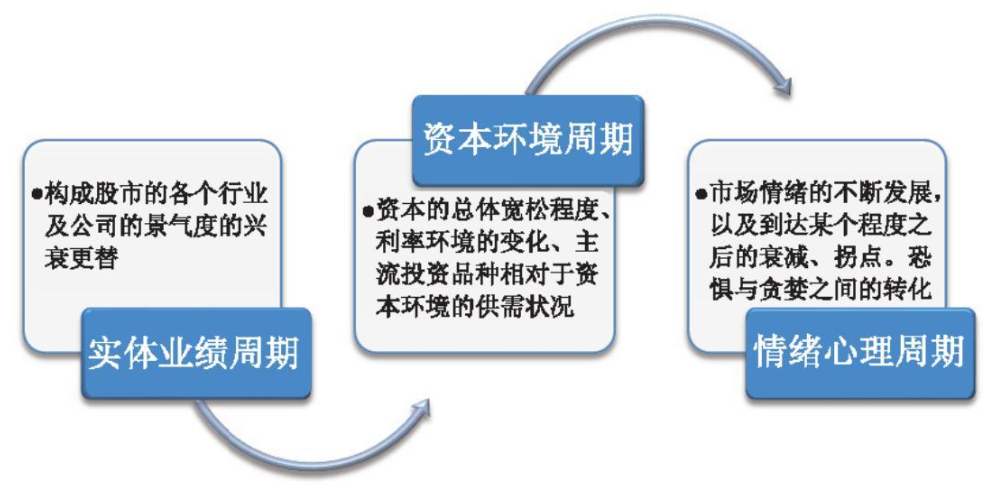 •构成股市的各个行业
及公司的景气度的兴
衰更替
实体业绩周期
资本环境周期
•资本的总体宽松程度、
利率环境的变化、主
流投资品种相对于资
本环境的供需状况
•市场情绪的不断发展，
以及到达某个程度之
后的衰减、拐点。恐
惧与贪婪之间的转化
情绪心理周期